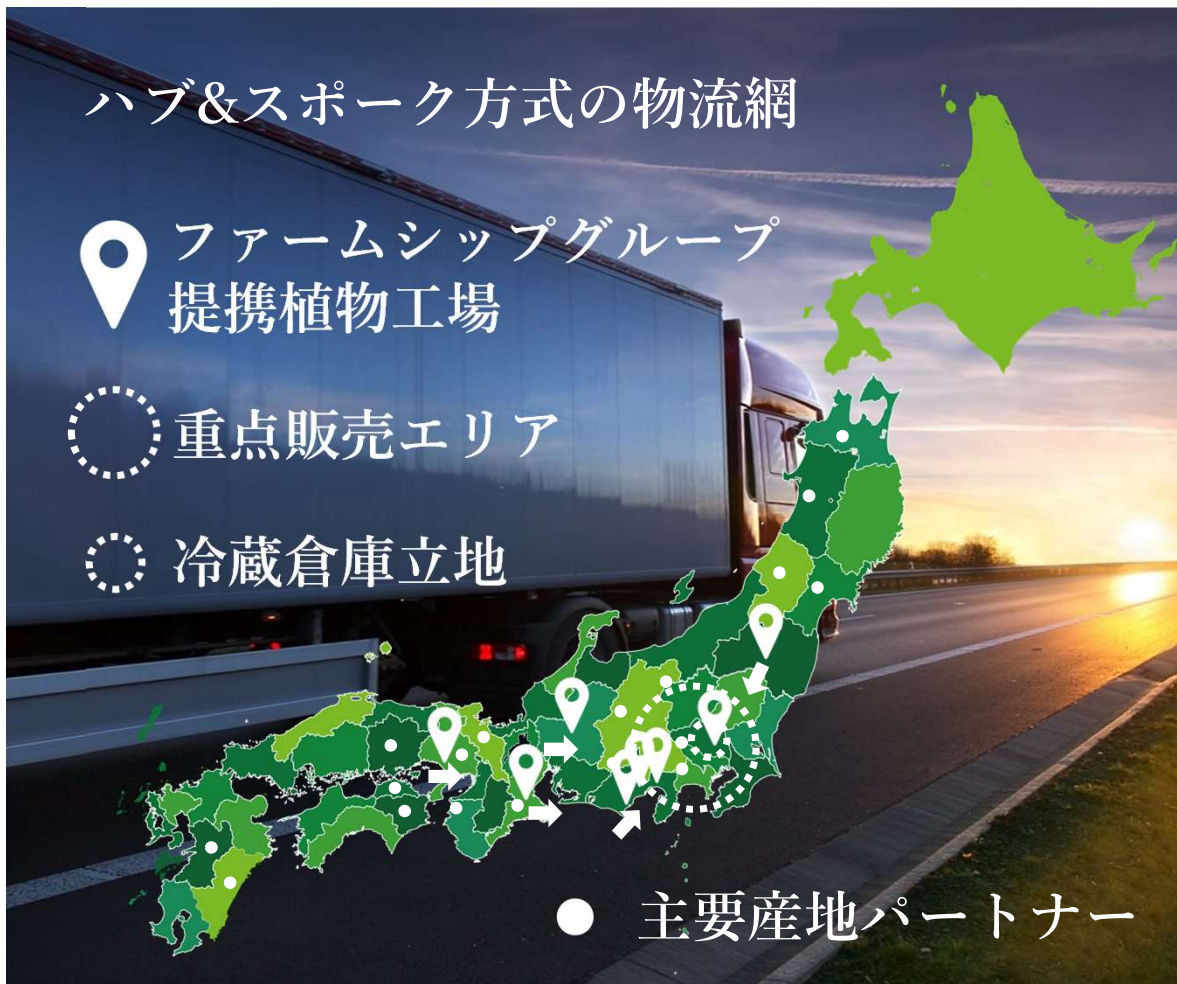 ハブ&スポーク方式の物流網
ファームシップグループ
提携植物工場
重点販売エリア
冷蔵倉庫立地
主要産地パートナー